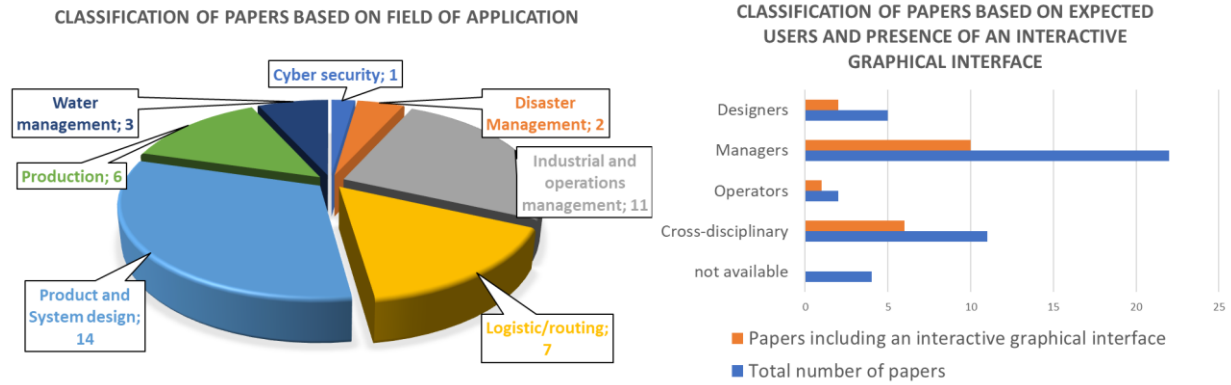 CLASSIFICATION OF PAPERS BASED ON FIELD OF APPLICATION
Cyber security; 1
Water
management; 3
Disaster
Management; 2
Production; 6
Industrial and
operations
management; 11
Product and
System design;
14
Logistic/routing;
7
CLASSIFICATION OF PAPERS BASED ON EXPECTED
USERS AND PRESENCE OF AN INTERACTIVE
GRAPHICAL INTERFACE
Designers
Managers
Operators
Cross-disciplinary
not available
0 5 10 15 20 25
Papers including an interactive graphical interface
Total number of papers